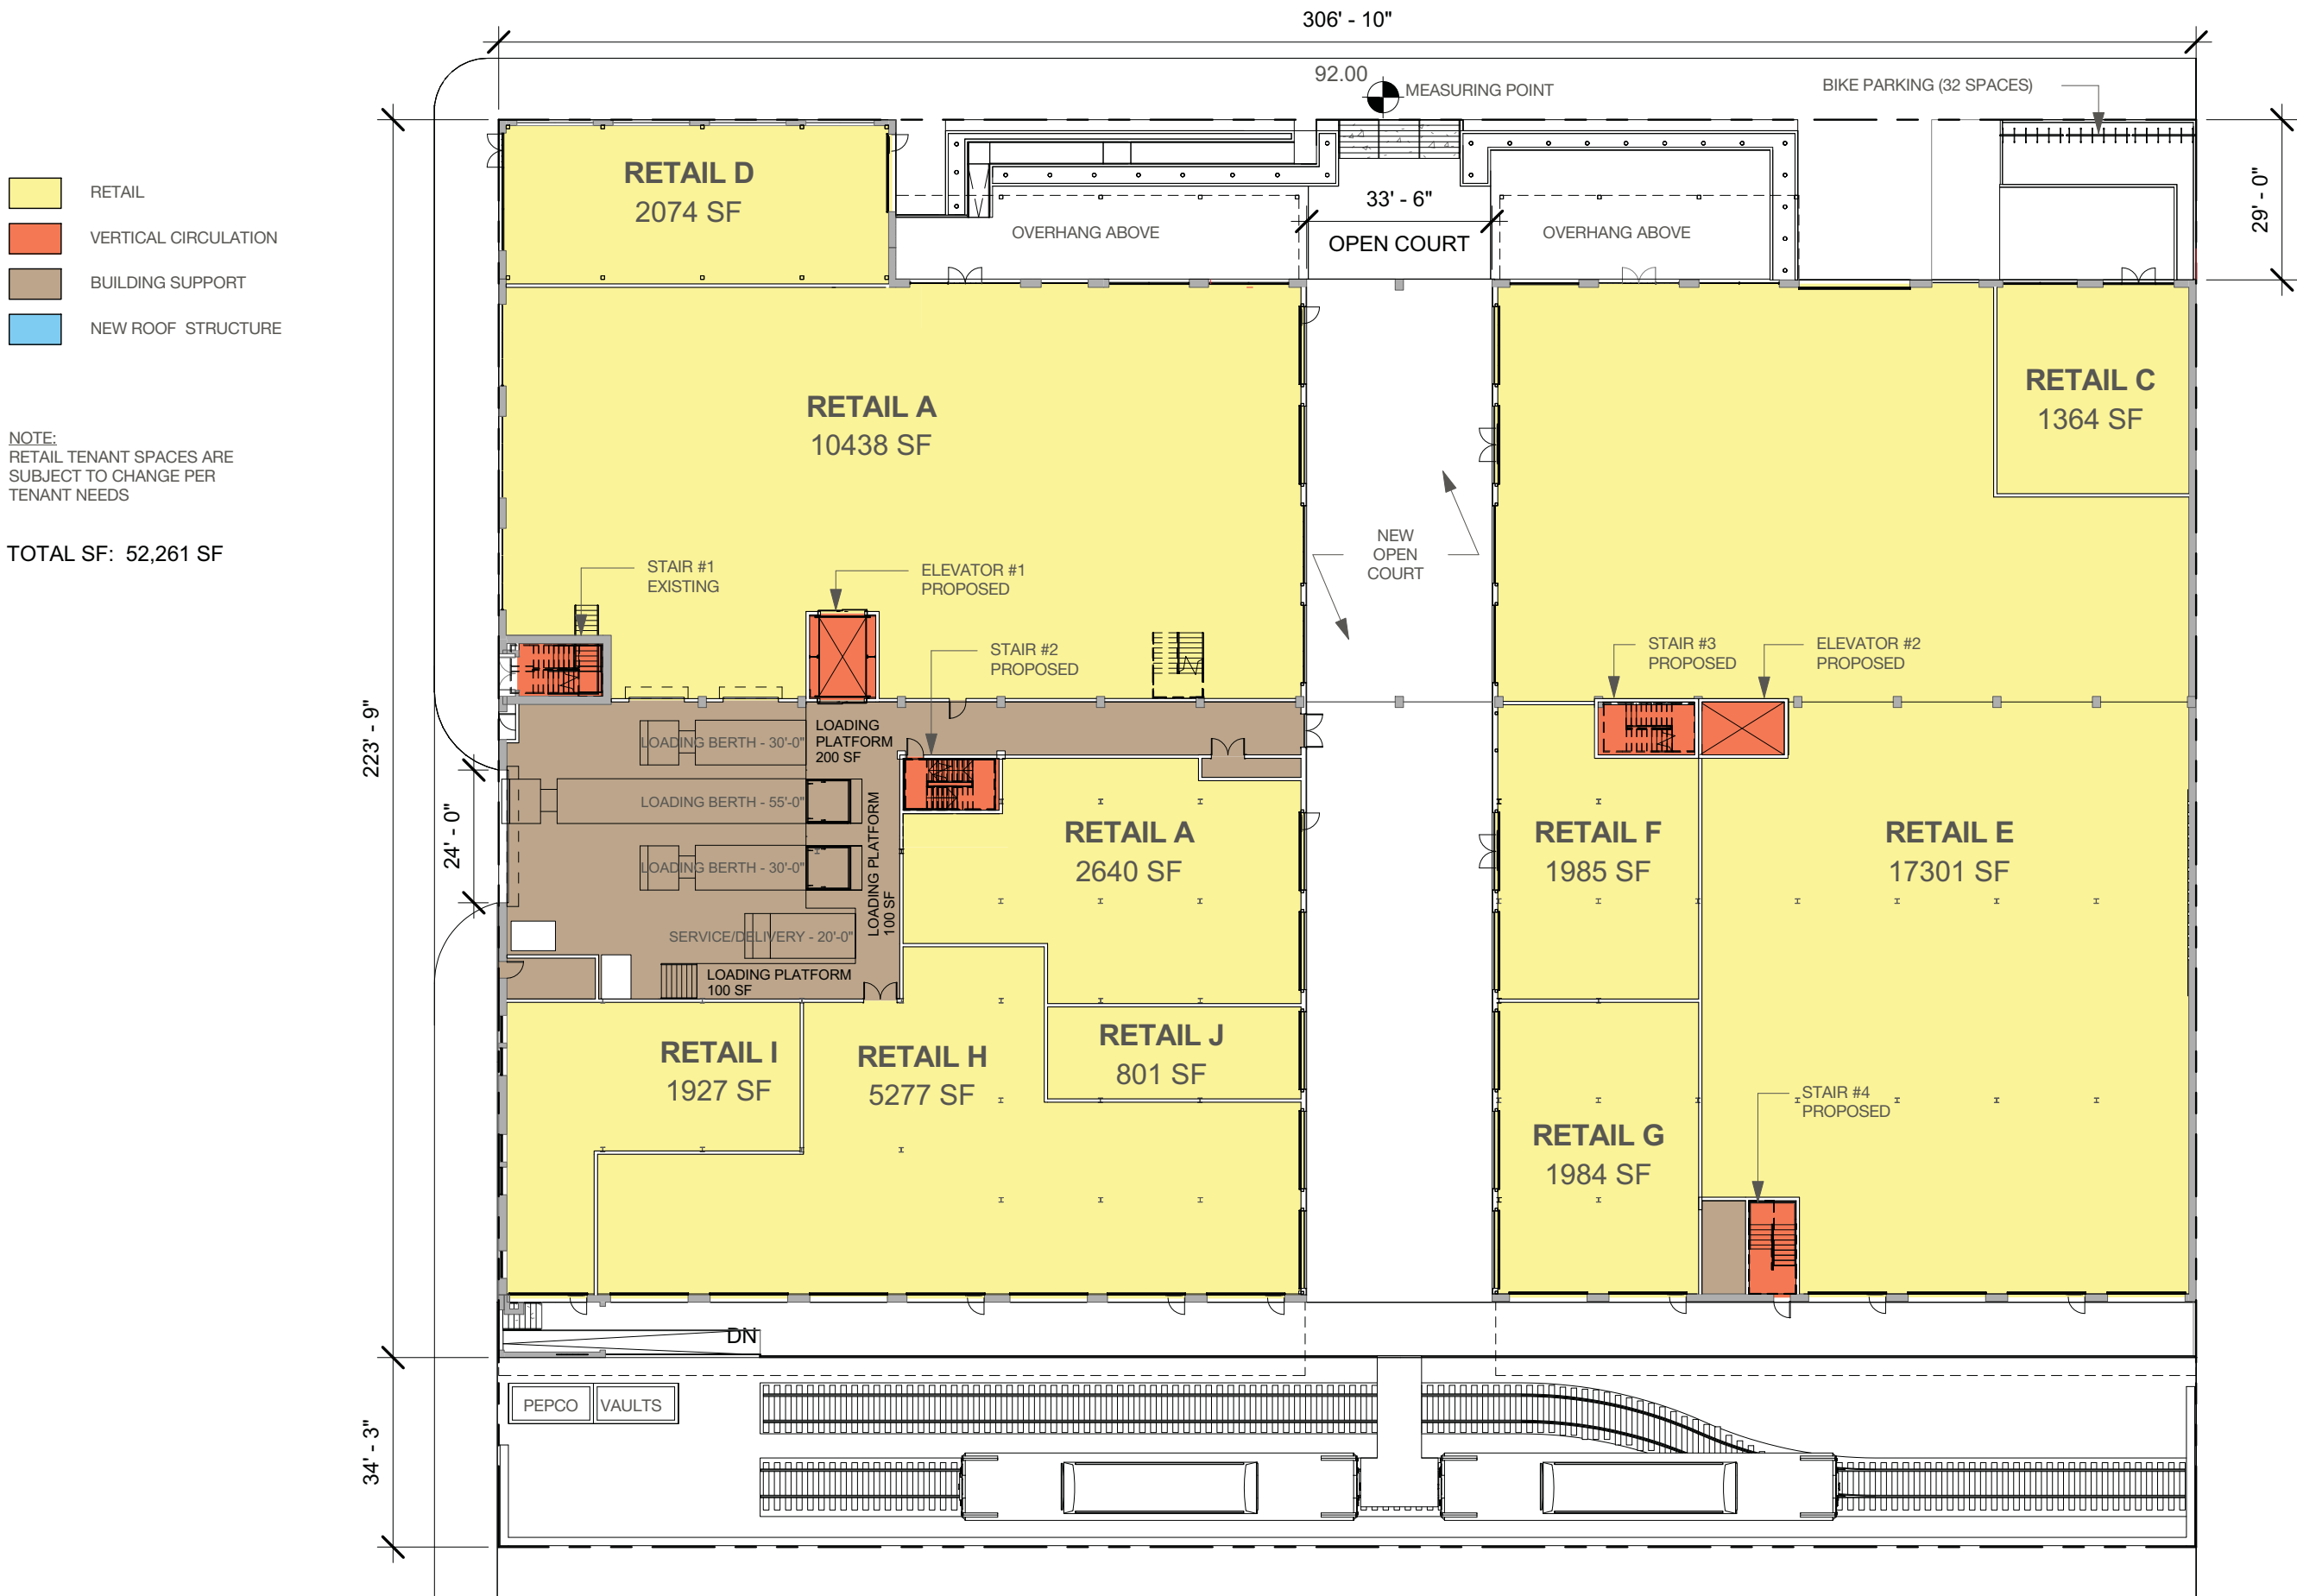 306' - 10"
92.00
MEASURING POINT
BIKE PARKING (32 SPACES)
RETAIL
VERTICAL CIRCULATION
BUILDING SUPPORT
NEW ROOF STRUCTURE
NOTE:
RETAIL TENANT SPACES ARE
SUBJECT TO CHANGE PER
TENANT NEEDS
TOTAL SF: 52,261 SF
RETAIL D
2074 SF
OVERHANG ABOVE
33' - 6"
OPEN COURT
OVERHANG ABOVE
29' - 0"
RETAIL A
10438 SF
RETAIL C
1364 SF
NEW
OPEN
COURT
STAIR #1
EXISTING
ELEVATOR #1
PROPOSED
STAIR #2
PROPOSED
STAIR #3
PROPOSED
ELEVATOR #2
PROPOSED
223' - 9"
24' - 0"
LOADING BERTH - 30'-0"
LOADING
PLATFORM
200 SF
LOADING BERTH - 55'-0"
LOADING BERTH - 30'-0"
LOADING PLATFORM
100 SF
SERVICE/DELIVERY - 20'-0"
LOADING PLATFORM
100 SF
RETAIL A
2640 SF
RETAIL F
1985 SF
RETAIL E
17301 SF
RETAIL I
1927 SF
RETAIL H
5277 SF
RETAIL J
801 SF
RETAIL G
1984 SF
STAIR #4
PROPOSED
DN
34' - 3"
PEPCO
VAULTS